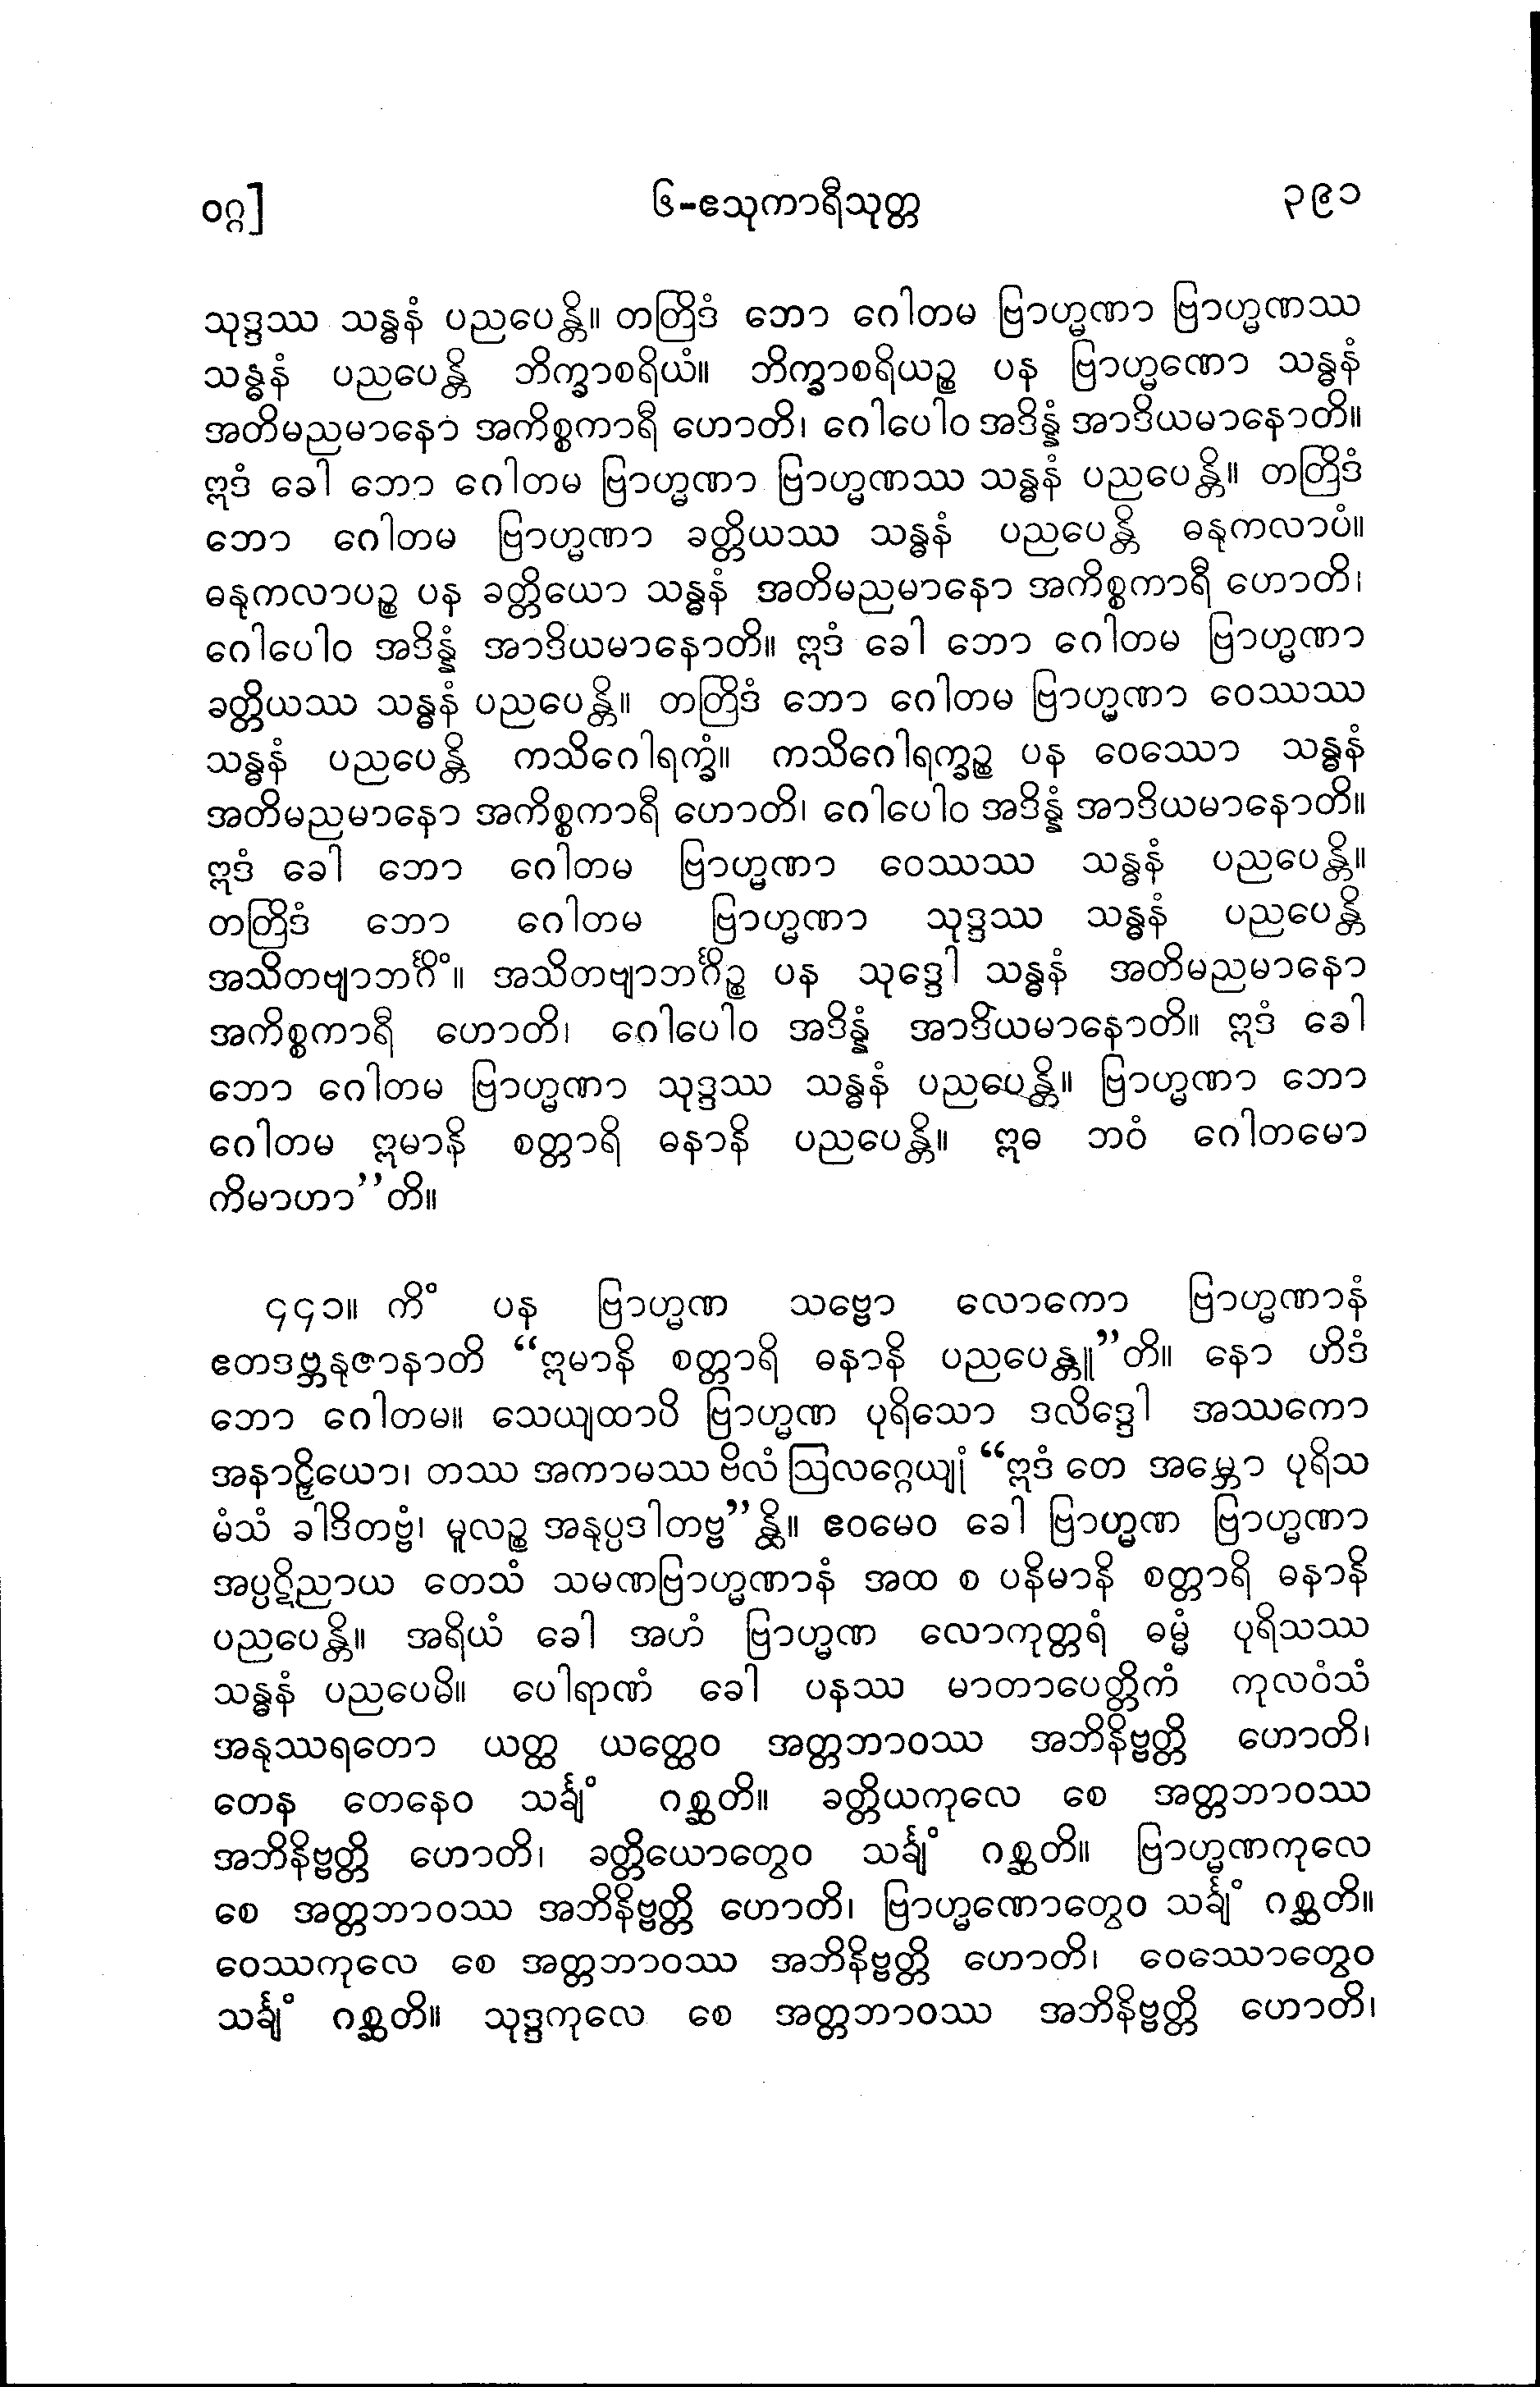 ဝဂ္ဂ] ၆-ဧသုကာရီသုတ္တ ၃၉၁
သုဒ္ဒဿ သန္ဓနံ ပညပေန္တိ။ တတြိဒံ ဘော ဂေါတမ ဗြာဟ္မဏာ ဗြာဟ္မဏဿ
သန္ဓနံ ပညပေန္တိ ဘိက္ခာစရိယံ။ ဘိက္ခာစရိယဉ္စ ပန ဗြာဟ္မဏော သန္ဓနံ
အတိမညမာနော အကိစ္စကာရီ ဟောတိ၊ ဂေါပေါဝ အဒိန္နံ အာဒိယမာနောတိ။
ဣဒံ ခေါ ဘော ဂေါတမ ဗြာဟ္မဏာ ဗြာဟ္မဏဿ သန္ဓနံ ပညပေန္တိ။ တတြိဒံ
ဘော ဂေါတမ ဗြာဟ္မဏာ ခတ္တိယဿ သန္ဓနံ ပညပေန္တိ ဓနုကလာပံ။
ဓနုကလာပဉ္စ ပန ခတ္တိယော သန္ဓနံ အတိမညမာနော အကိစ္စကာရီ ဟောတိ၊
ဂေါပေါဝ အဒိန္နံ အာဒိယမာနောတိ။ ဣဒံ ခေါ ဘော ဂေါတမ ဗြာဟ္မဏာ
ခတ္တိယဿ သန္ဓနံ ပညပေန္တိ။ တတြိဒံ ဘော ဂေါတမ ဗြာဟ္မဏာ ဝေဿဿ
သန္ဓနံ ပညပေန္တိ ကသိဂေါရက္ခံ။ ကသိဂေါရက္ခဉ္စ ပန ဝေဿော သန္ဓနံ
အတိမညမာနော အကိစ္စကာရီ ဟောတိ၊ ဂေါပေါဝ အဒိန္နံ အာဒိယမာနောတိ။
ဣဒံ ခေါ ဘော ဂေါတမ ဗြာဟ္မဏာ ဝေဿဿ သန္ဓနံ ပညပေန္တိ။
တတြိဒံ ဘော ဂေါတမ ဗြာဟ္မဏာ သုဒ္ဒဿ သန္ဓနံ ပညပေန္တိ
အသိတဗျာဘင်္ဂိံ။ အသိတဗျာဘင်္ဂိဉ္စ ပန သုဒ္ဒေါ သန္ဓနံ အတိမညမာနော
အကိစ္စကာရီ ဟောတိ၊ ဂေါပေါဝ အဒိန္နံ အာဒိယမာနောတိ။ ဣဒံ ခေါ
ဘော ဂေါတမ ဗြာဟ္မဏာ သုဒ္ဒဿ သန္ဓနံ ပညပေန္တိ။ ဗြာဟ္မဏာ ဘော
ဂေါတမ ဣမာနိ စတ္တာရိ ဓနာနိ ပညပေန္တိ။ ဣဓ ဘဝံ ဂေါတမော
ကိမာဟာ”တိ။
၄၄၁။ ကိံ ပန ဗြာဟ္မဏ သဗ္ဗော လောကော ဗြာဟ္မဏာနံ
ဧတဒဗ္ဘနုဇာနာတိ “ဣမာနိ စတ္တာရိ ဓနာနိ ပညပေန္တူ”တိ။ နော ဟိဒံ
ဘော ဂေါတမ။ သေယျထာပိ ဗြာဟ္မဏ ပုရိသော ဒလိဒ္ဒေါ အဿကော
အနာဠှိယော၊ တဿ အကာမဿ ဗိလံ ဩလဂ္ဂေယျုံ “ဣဒံ တေ အမ္ဘော ပုရိသ
မံသံ ခါဒိတဗ္ဗံ၊ မူလဉ္စ အနုပ္ပဒါတဗ္ဗ”န္တိ။ ဧဝမေဝ ခေါ ဗြာဟ္မဏ ဗြာဟ္မဏာ
အပ္ပဋိညာယ တေသံ သမဏဗြာဟ္မဏာနံ အထ စ ပနိမာနိ စတ္တာရိ ဓနာနိ
ပညပေန္တိ။ အရိယံ ခေါ အဟံ ဗြာဟ္မဏ လောကုတ္တရံ ဓမ္မံ ပုရိသဿ
သန္ဓနံ ပညပေမိ။ ပေါရာဏံ ခေါ ပနဿ မာတာပေတ္တိကံ ကုလဝံသံ
အနုဿရတော ယတ္ထ ယတ္ထေဝ အတ္တဘာဝဿ အဘိနိဗ္ဗတ္တိ ဟောတိ၊
တေန တေနေဝ သင်္ချံ ဂစ္ဆတိ။ ခတ္တိယကုလေ စေ အတ္တဘာဝဿ
အဘိနိဗ္ဗတ္တိ ဟောတိ၊ ခတ္တိယောတွေဝ သင်္ချံ ဂစ္ဆတိ။ ဗြာဟ္မဏကုလေ
စေ အတ္တဘာဝဿ အဘိနိဗ္ဗတ္တိ ဟောတိ၊ ဗြာဟ္မဏောတွေဝ သင်္ချံ ဂစ္ဆတိ။
ဝေဿကုလေ စေ အတ္တဘာဝဿ အဘိနိဗ္ဗတ္တိ ဟောတိ၊ ဝေဿောတွေဝ
သင်္ချံ ဂစ္ဆတိ။ သုဒ္ဒကုလေ စေ အတ္တဘာဝဿ အဘိနိဗ္ဗတ္တိ ဟောတိ၊